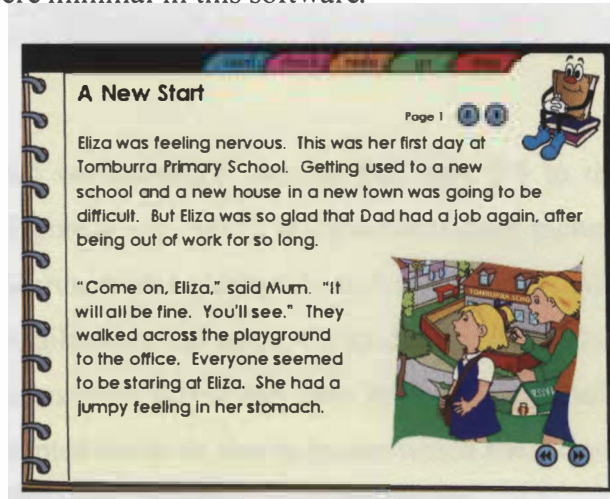 ere minimal in this software.
A New Start
Page 1
Eliza was feeling nervous. This was her first day at
Tomburra Primary School. Getting used to a new
school and a new house in a new town was going to be
difficult. But Eliza was so glad that Dad had a job again, after
being out of work for so long.
"Come on, Eliza," said Mum. "It
will all be fine. You'll see." They
walked across the playground
to the office. Everyone seemed
to be staring at Eliza. She had a
jumpy feeling in her stomach.
TOMBURRA SCHO